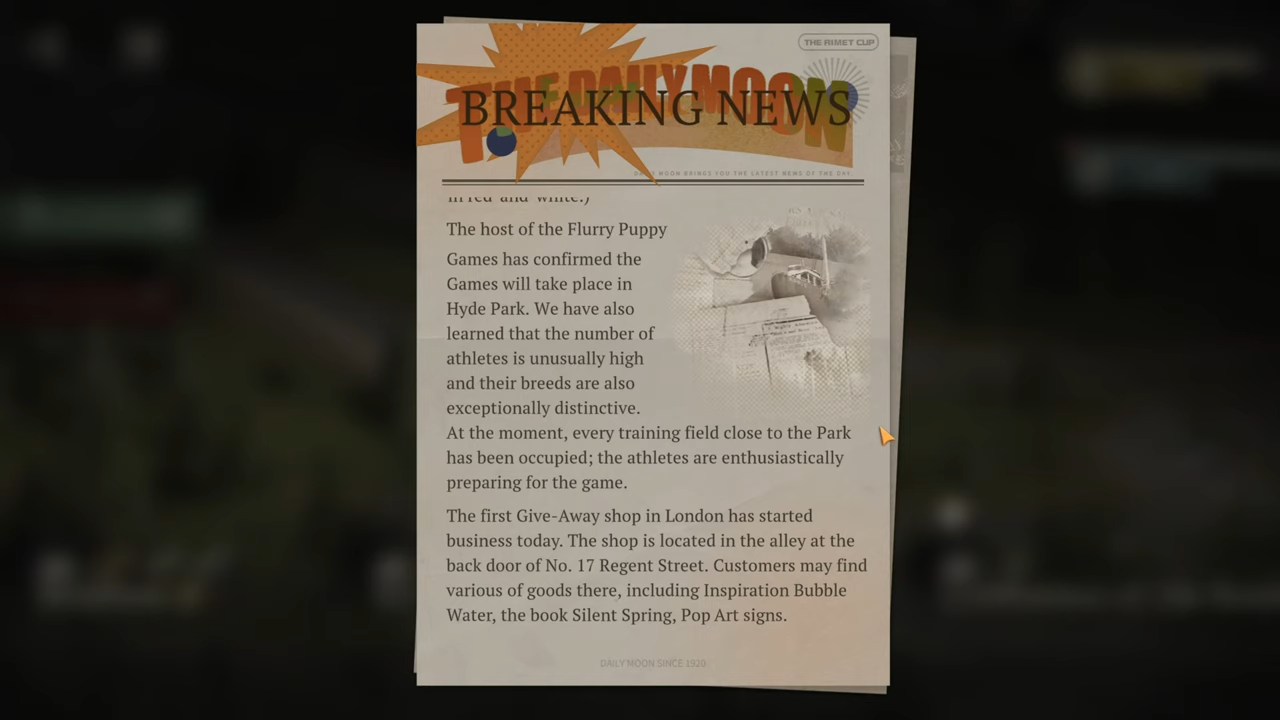 THE RIMET CUP
THE DAILY MOON
BREAKING NEWS
DAILY MOON BRINGS YOU THE LATEST NEWS OF THE DAY.
in red and white.)
The host of the Flurry Puppy
Games has confirmed the
Games will take place in
Hyde Park. We have also
learned that the number of
athletes is unusually high
and their breeds are also
exceptionally distinctive.
At the moment, every training field close to the Park
has been occupied; the athletes are enthusiastically
preparing for the game.
The first Give-Away shop in London has started
business today. The shop is located in the alley at the
back door of No. 17 Regent Street. Customers may find
various of goods there, including Inspiration Bubble
Water, the book Silent Spring, Pop Art signs.
DAILY MOON SINCE 1920